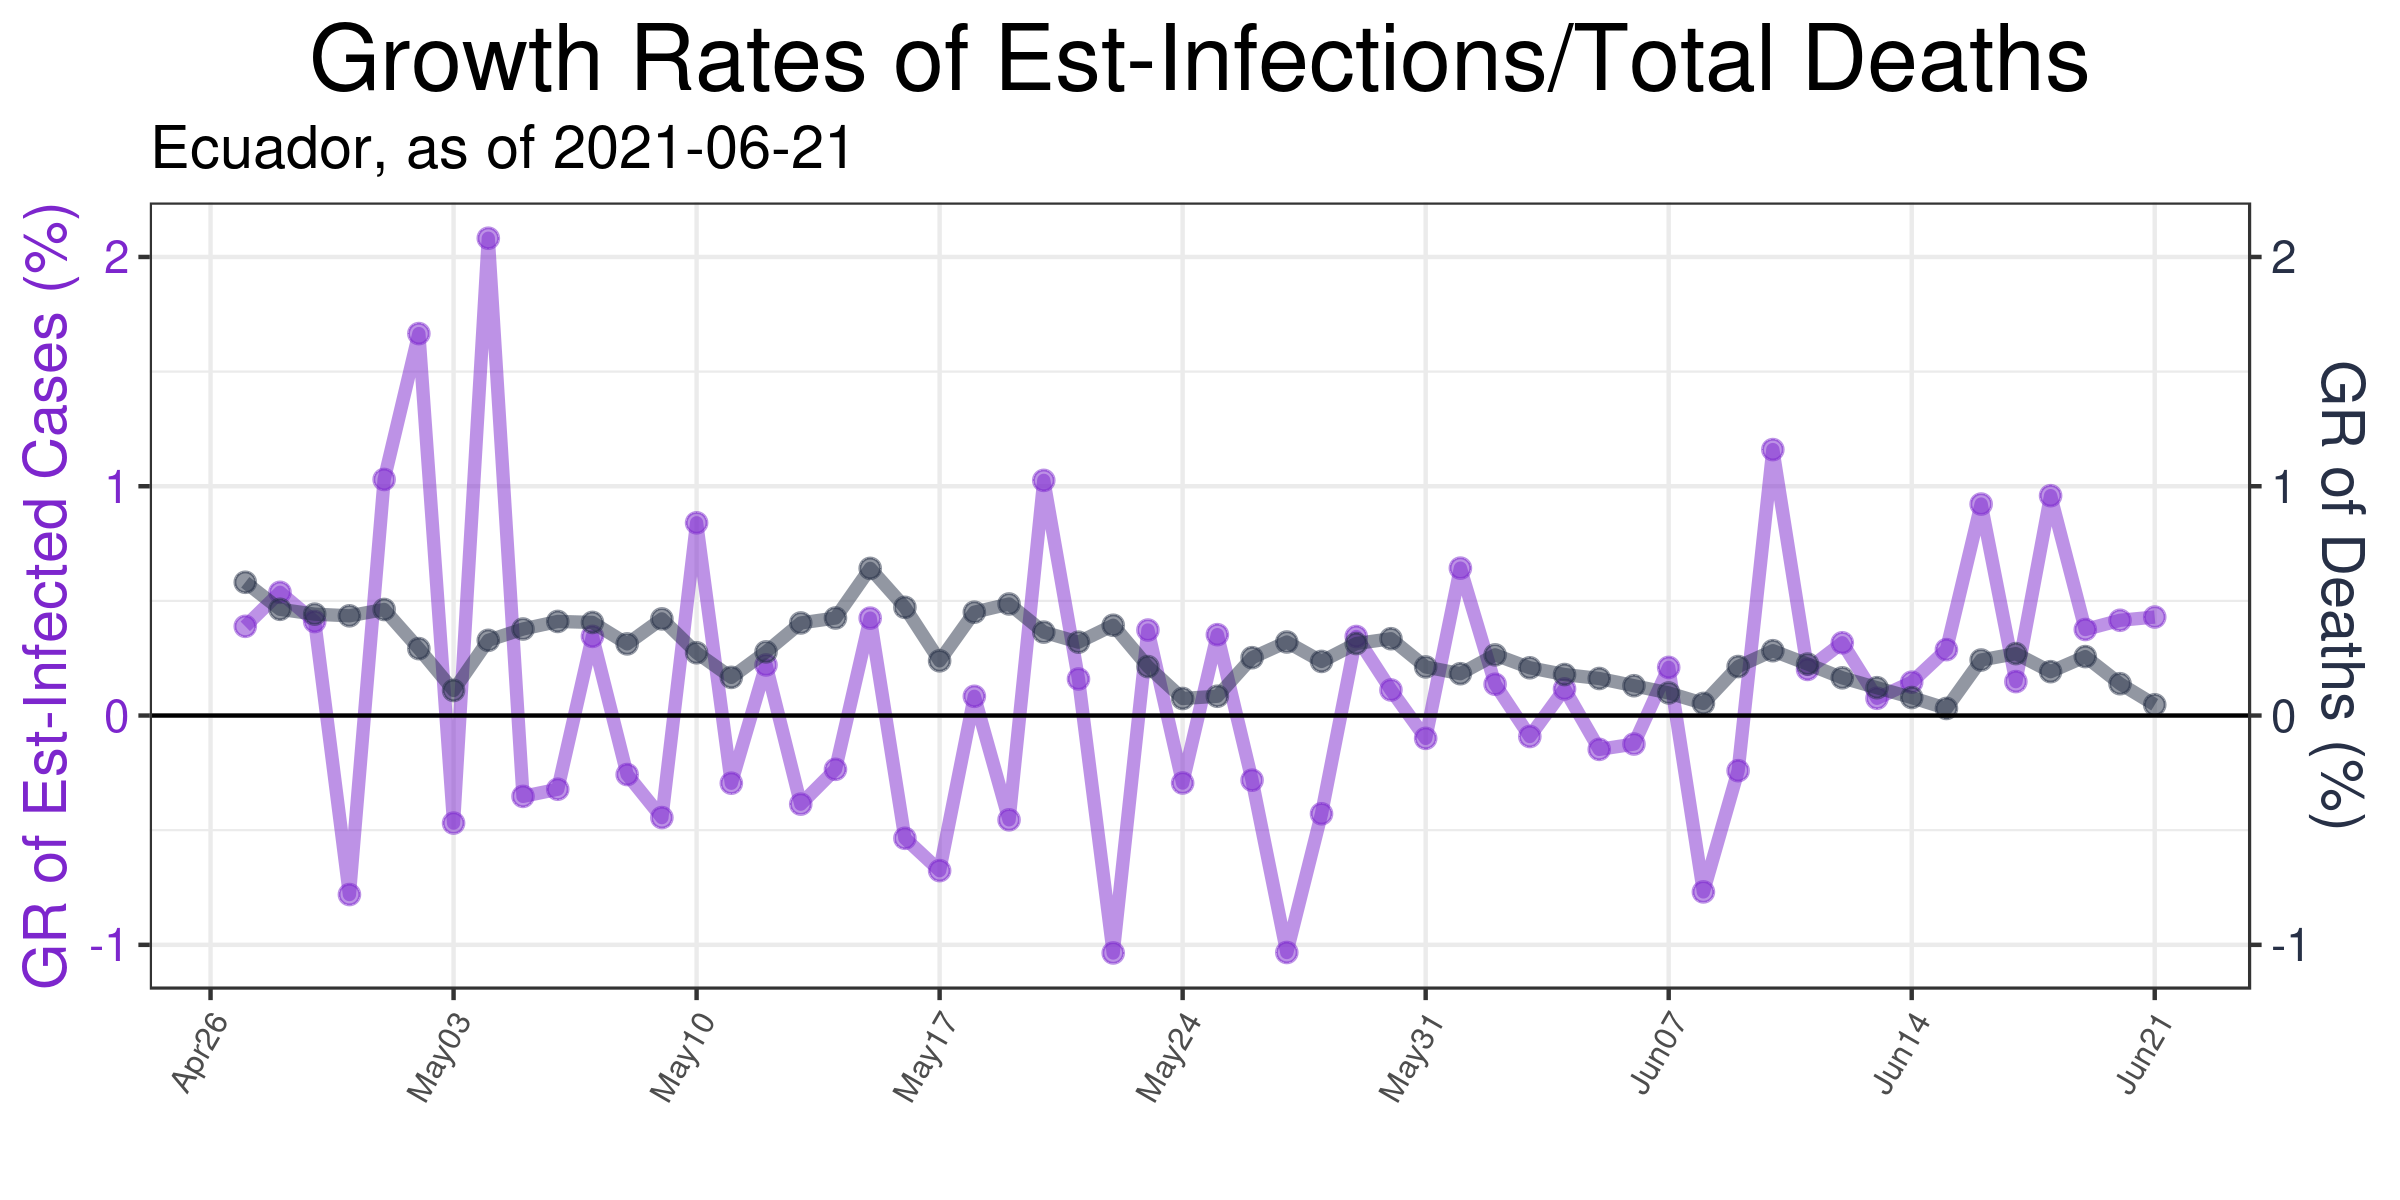 Growth Rates of Est-Infections/Total Deaths
Ecuador, as of 2021-06-21
GR of Est-Infected Cases (%)
2
1
0
-1
2
1
0
-1
GR of Deaths (%)
Apr26
May03
May10
May17
May24
May31
Jun07
Jun14
Jun21